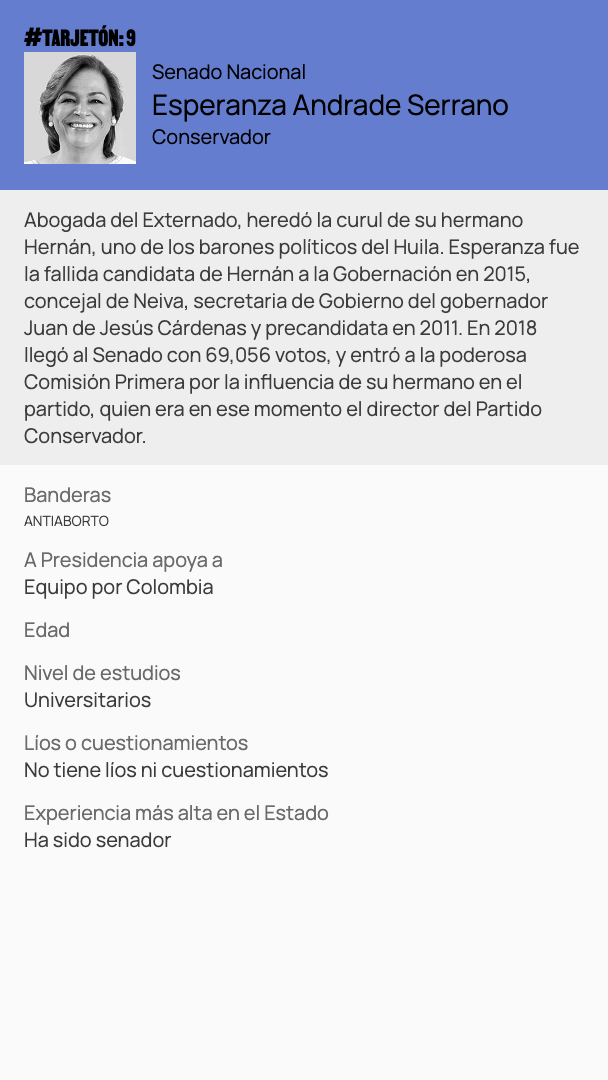 #TARJETÓN: 9
Senado Nacional
Esperanza Andrade Serrano
Conservador
Abogada del Externado, heredó la curul de su hermano
Hernán, uno de los barones políticos del Huila. Esperanza fue
la fallida candidata de Hernán a la Gobernación en 2015,
concejal de Neiva, secretaria de Gobierno del gobernador
Juan de Jesús Cárdenas y precandidata en 2011. En 2018
llegó al Senado con 69,056 votos, y entró a la poderosa
Comisión Primera por la influencia de su hermano en el
partido, quien era en ese momento el director del Partido
Conservador.
Banderas
ANTIABORTO
A Presidencia apoya a
Equipo por Colombia
Edad
Nivel de estudios
Universitarios
Líos o cuestionamientos
No tiene líos ni cuestionamientos
Experiencia más alta en el Estado
Ha sido senador